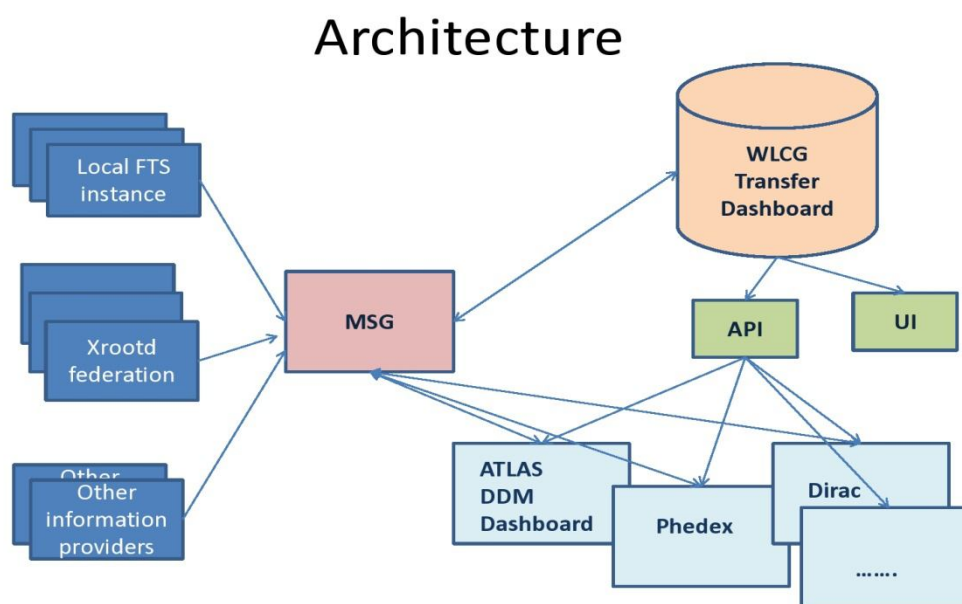 Architecture
Local FTS
instance
WLCG
Transfer
Dashboard
MSG
API
UI
Xrootd
federation
Other
Other
information
providers
ATLAS
DDM
Dashboard
Phedex
Dirac
.......